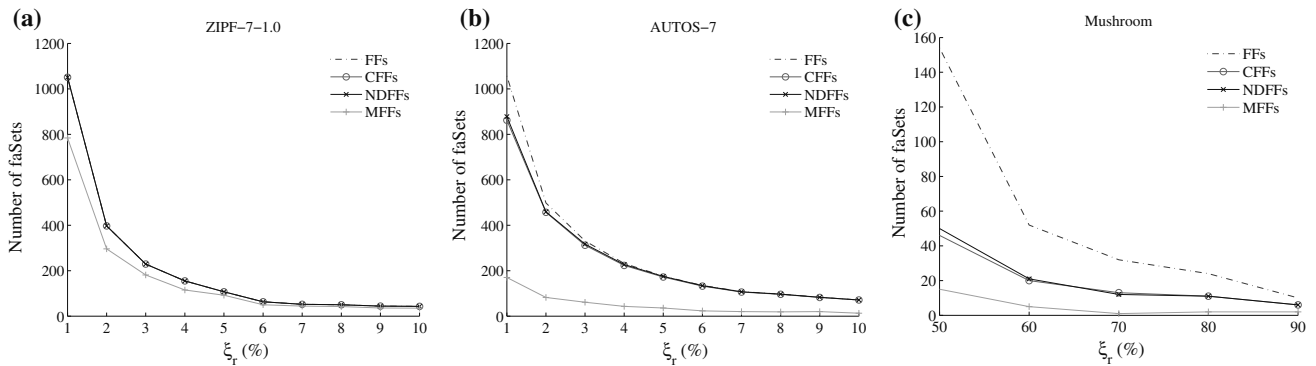 (a)
ZIPF-7-1.0
1200
1000
800
600
400
200
0
Number of faSets
FFs
CFFs
NDFFs
MFFs
1 2 3 4 5 6 7 8 9 10
ξr (%)
(b)
AUTOS-7
1200
1000
800
600
400
200
0
Number of faSets
FFs
CFFs
NDFFs
MFFs
1 2 3 4 5 6 7 8 9 10
ξr (%)
(c)
Mushroom
160
140
120
100
80
60
40
20
0
Number of faSets
FFs
CFFs
NDFFs
MFFs
50 60 70 80 90
ξr (%)